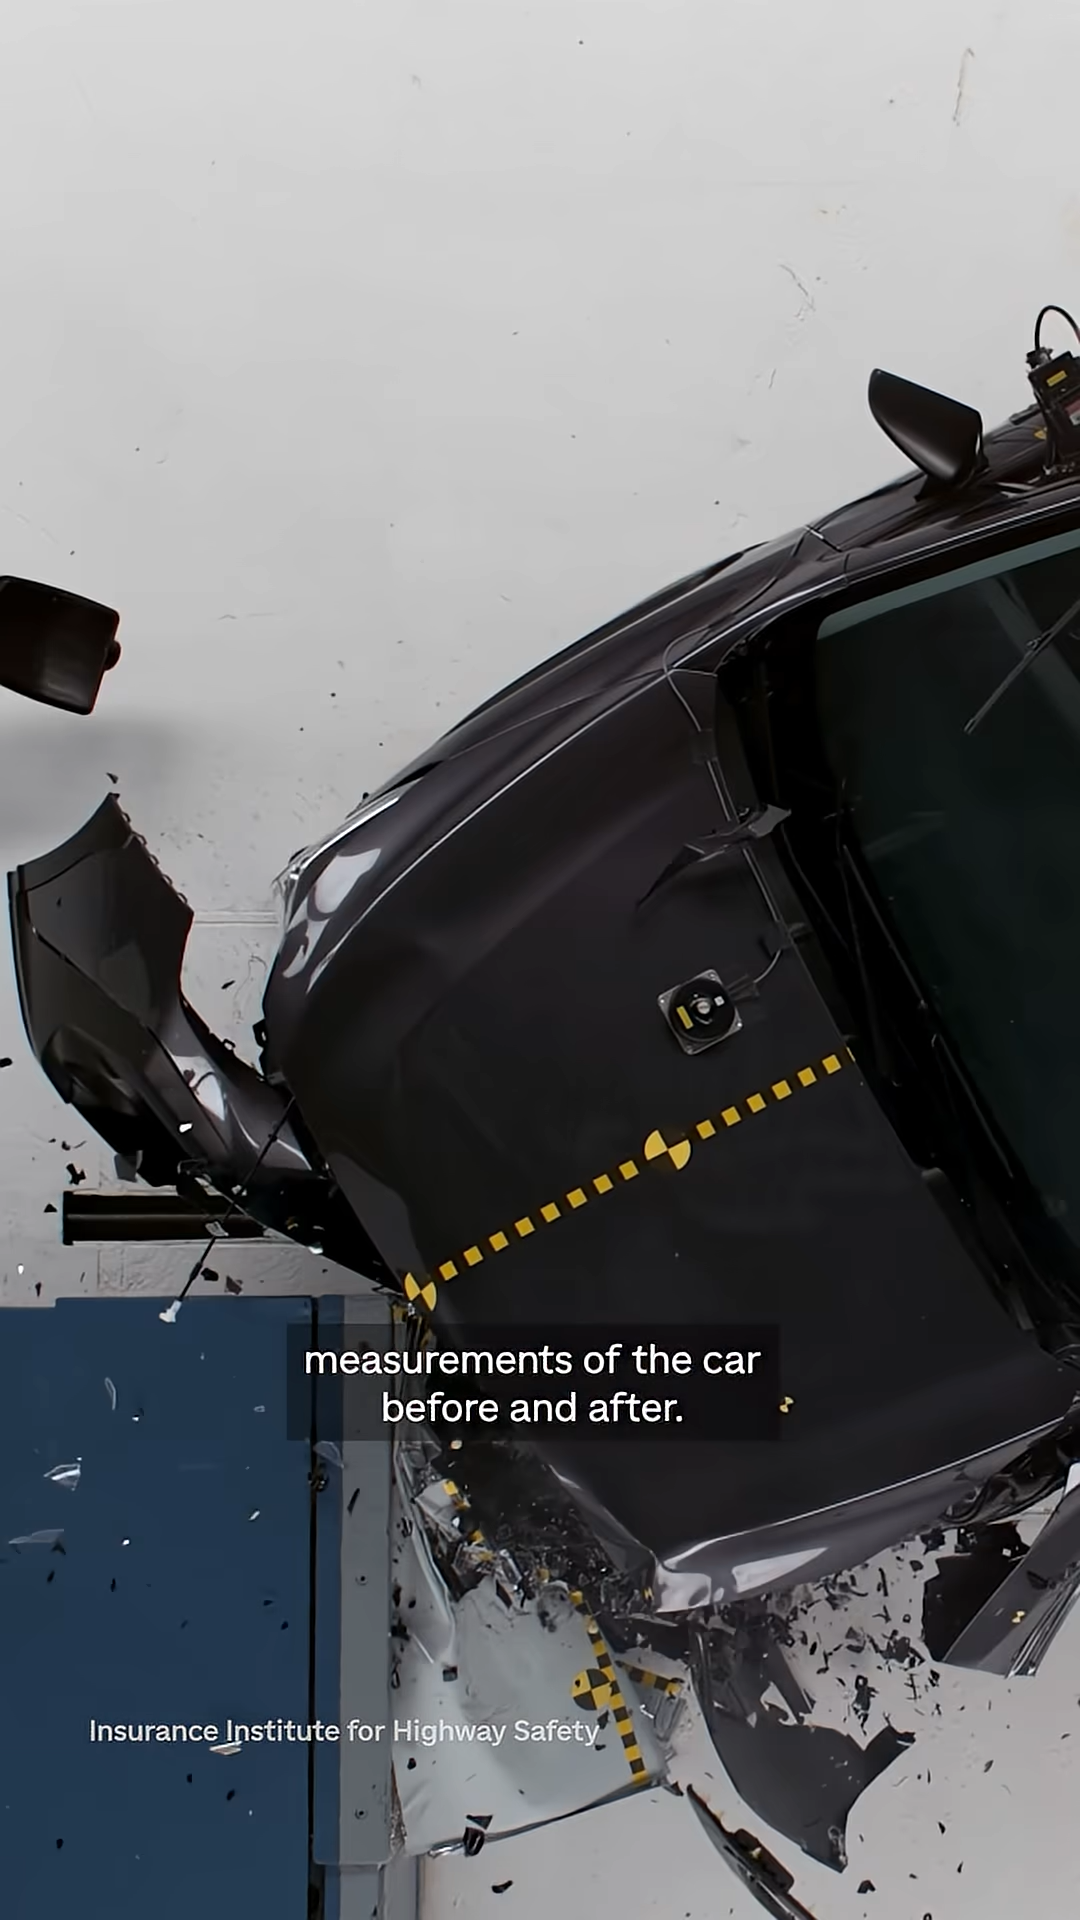 measurements of the car
before and after.
Insurance Institute for Highway Safety